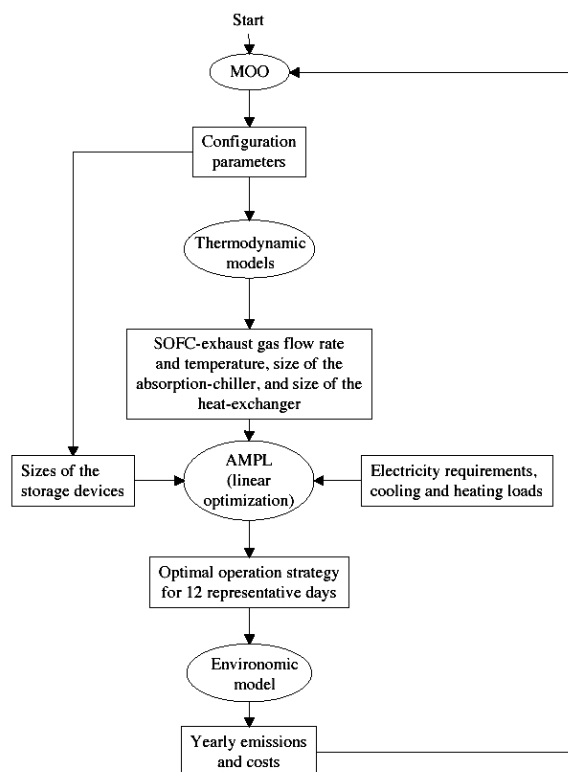 Start
MOO
Configuration
parameters
Thermodynamic
models
SOFC-exhaust gas flow rate
and temperature, size of the
absorption-chiller, and size of the
heat-exchanger
Sizes of the
storage devices
AMPL
(linear
optimization)
Electricity requirements,
cooling and heating loads
Optimal operation strategy
for 12 representative days
Environomic
model
Yearly emissions
and costs